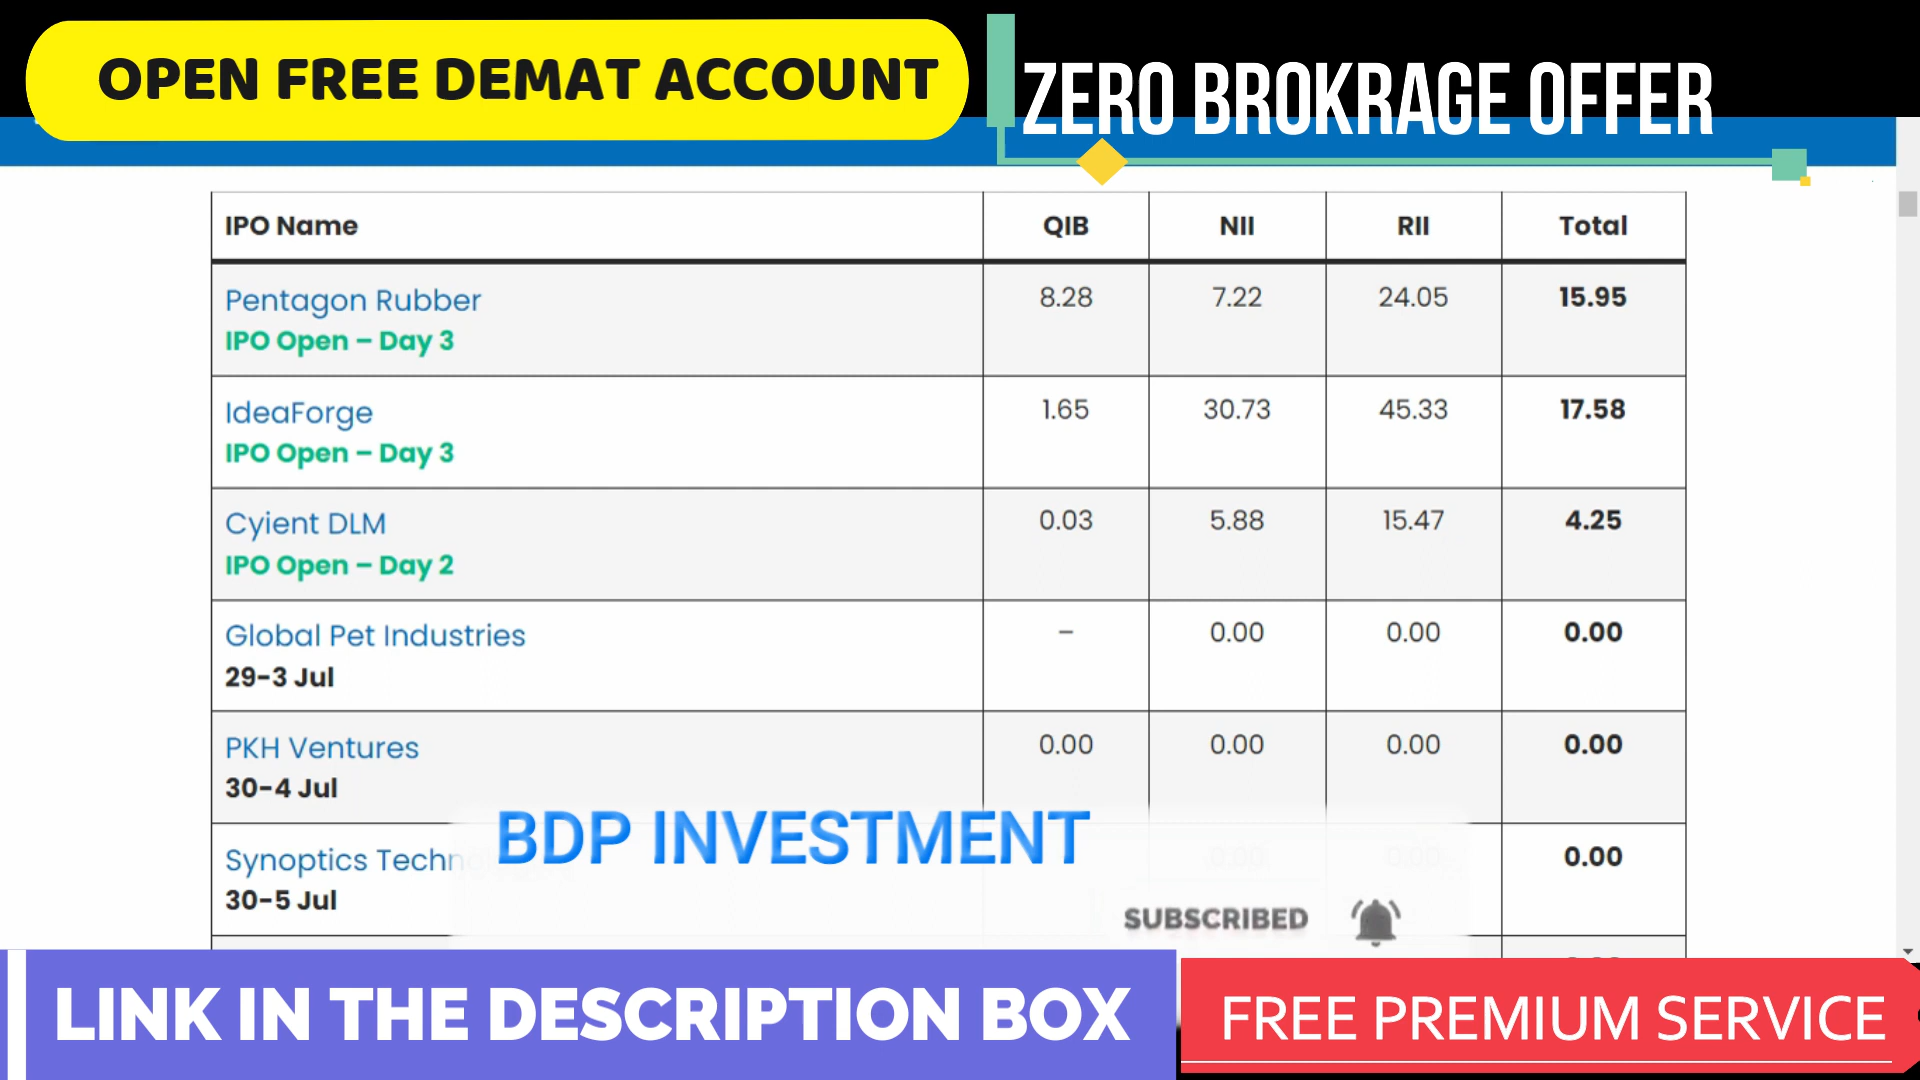 OPEN FREE DEMAT ACCOUNT
ZERO BROKRAGE OFFER
IPO Name QIB NII RII Total
Pentagon Rubber 8.28 7.22 24.05 15.95
IPO Open – Day 3
IdeaForge 1.65 30.73 45.33 17.58
IPO Open – Day 3
Cyient DLM 0.03 5.88 15.47 4.25
IPO Open – Day 2
Global Pet Industries – 0.00 0.00 0.00
29-3 Jul
PKH Ventures 0.00 0.00 0.00 0.00
30-4 Jul
Synoptics 0.00
30-5 Jul
BDP INVESTMENT
SUBSCRIBED
LINK IN THE DESCRIPTION BOX
FREE PREMIUM SERVICE